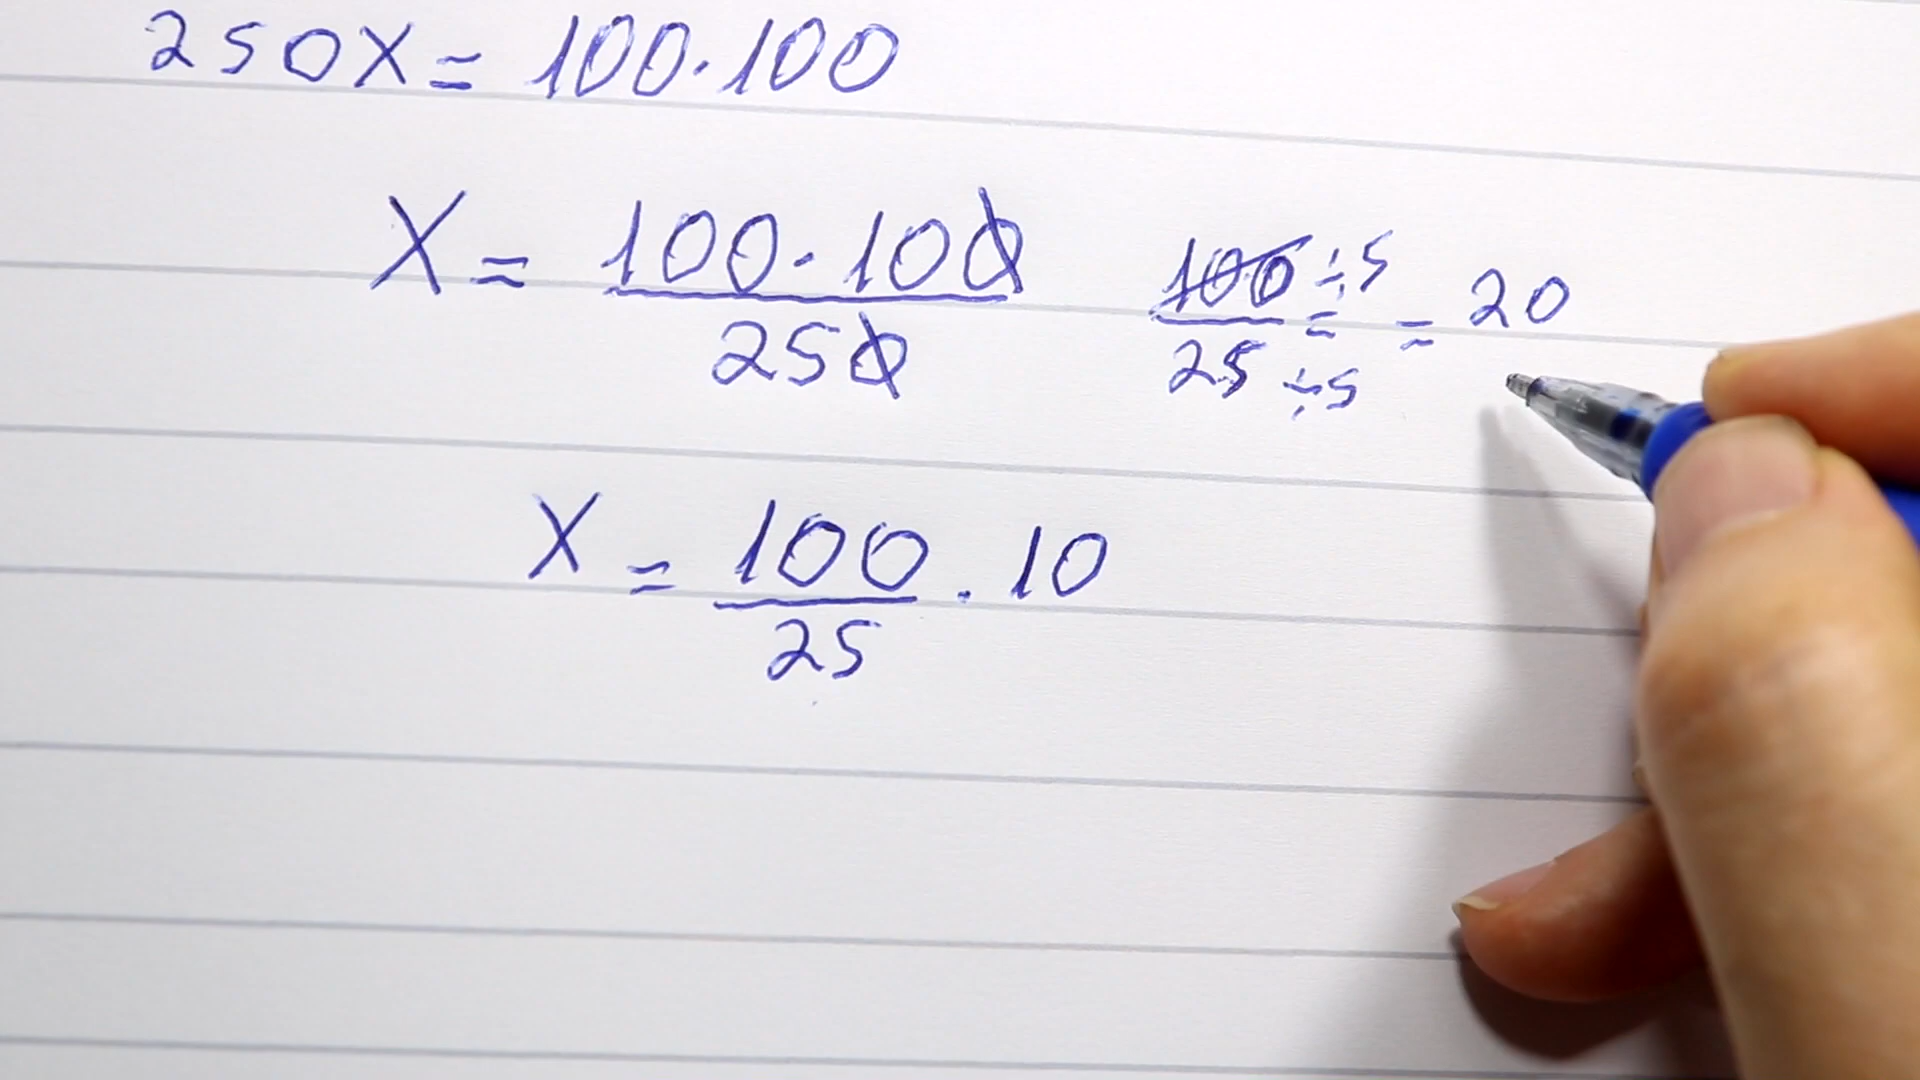 250X = 100·100
X = 100·100 / 250
100 ÷5 / 25 ÷5 = = 20
X = 100 / 25 · 10